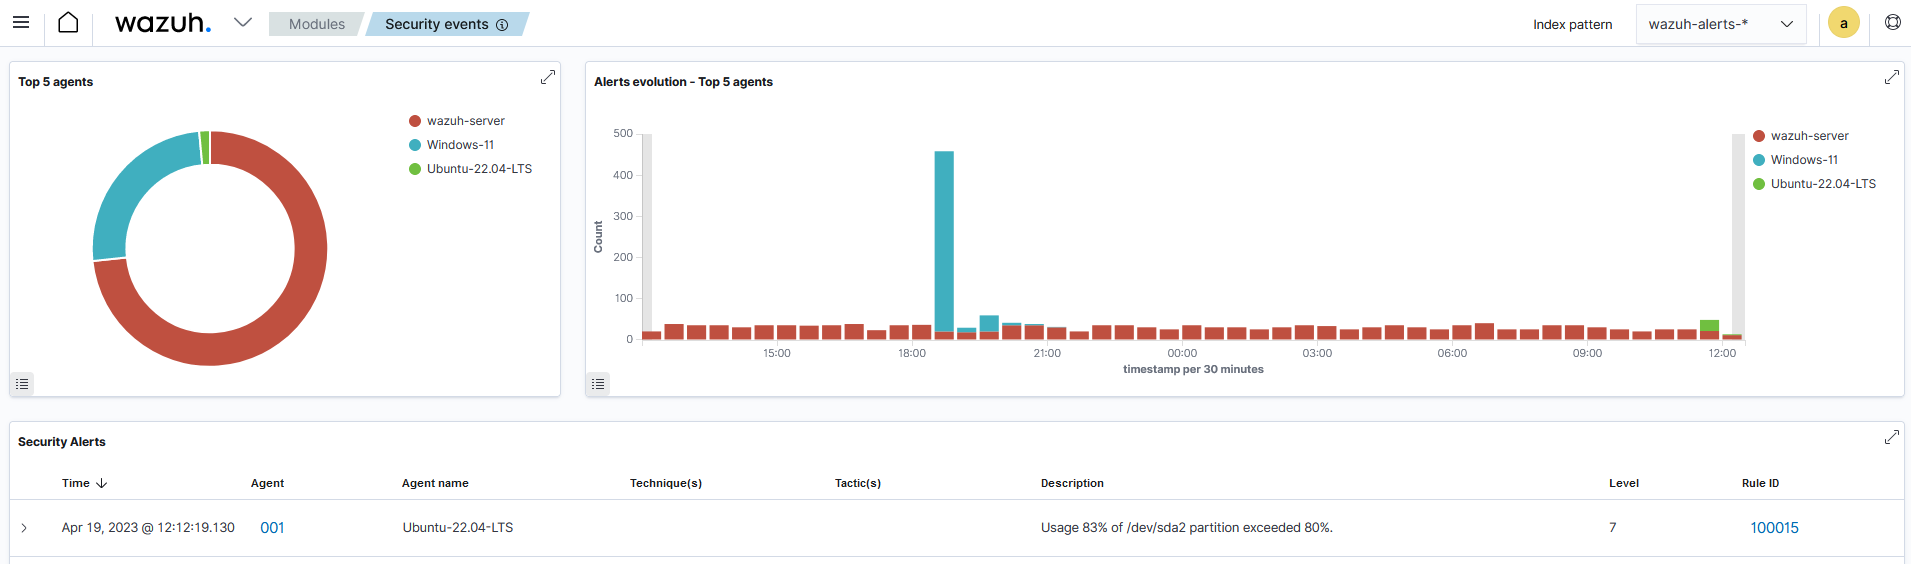 wazuh. Modules Security events Index pattern wazuh-alerts-* a
Top 5 agents
wazuh-server
Windows-11
Ubuntu-22.04-LTS
Alerts evolution - Top 5 agents
500
400
300
200
100
0
Count
15:00 18:00 21:00 00:00 03:00 06:00 09:00 12:00
timestamp per 30 minutes
wazuh-server
Windows-11
Ubuntu-22.04-LTS
Security Alerts
Time Agent Agent name Technique(s) Tactic(s) Description Level Rule ID
Apr 19, 2023 @ 12:12:19.130 001 Ubuntu-22.04-LTS Usage 83% of /dev/sda2 partition exceeded 80%. 7 100015